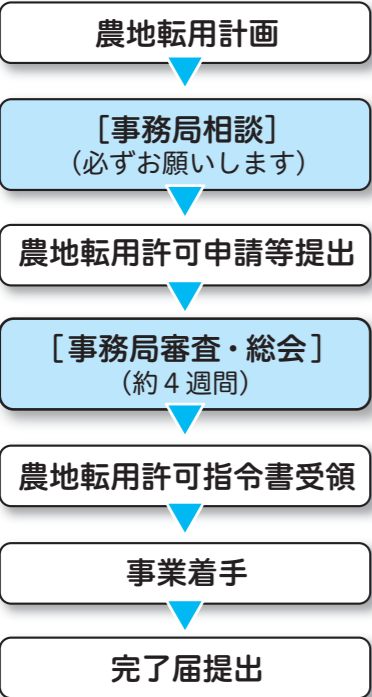 農地転用計画
［事務局相談］
（必ずお願いします）
農地転用許可申請等提出
［事務局審査・総会］
（約４週間）
農地転用許可指令書受領
事業着手
完了届提出